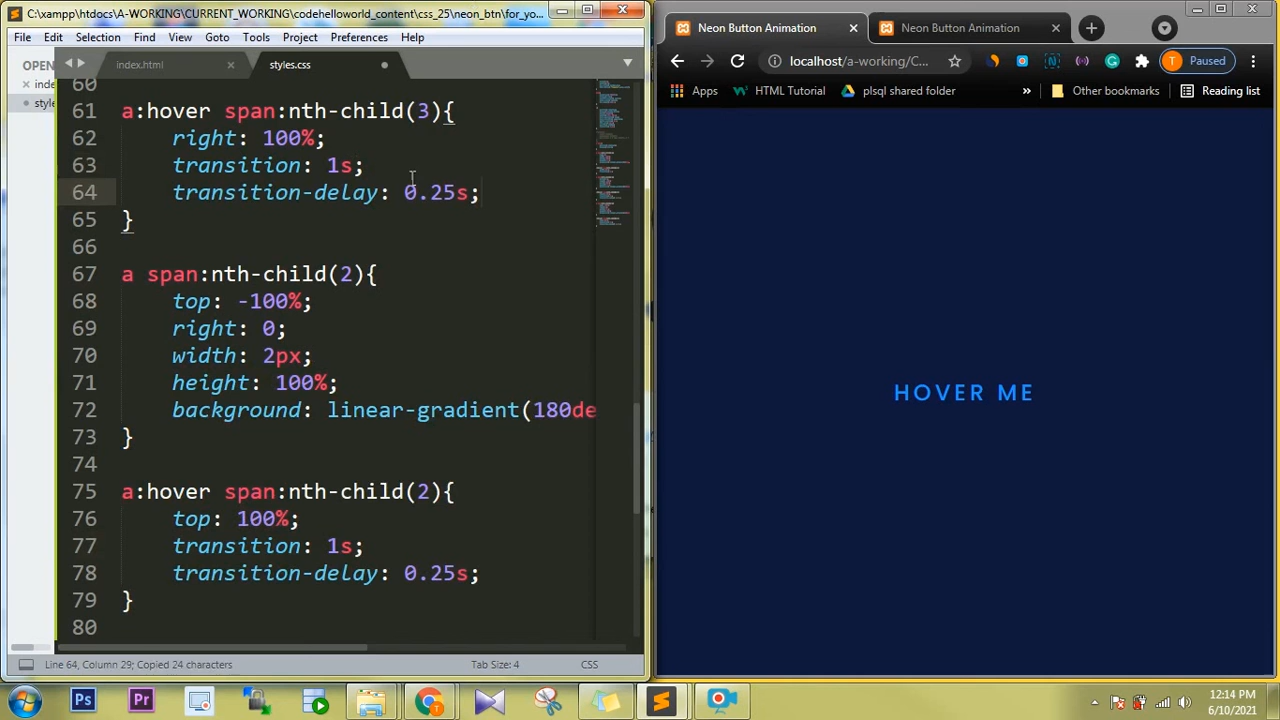 C:\xampp\htdocs\A-WORKING\CURRENT_WORKING\codehelloworld_content\css_25\neon_btn\for_yo...
File Edit Selection View Goto Tools Project Preferences Help
OPEN index.html × styles.css
inde
style
60
61 a:hover span:nth-child(3){
62 right: 100%;
63 transition: 1s;
64 transition-delay: 0.25s;
65 }
66
67 a span:nth-child(2){
68 top: -100%;
69 right: 0;
70 width: 2px;
71 height: 100%;
72 background: linear-gradient(180de
73 }
74
75 a:hover span:nth-child(2){
76 top: 100%;
77 transition: 1s;
78 transition-delay: 0.25s;
79 }
80
Line 64, Column 29; Copied 24 characters Tab Size: 4 CSS
Neon Button Animation × Neon Button Animation ×
localhost/a-working/C... T Paused
Apps HTML Tutorial plsql shared folder » Other bookmarks Reading list
HOVER ME
Ps Pr
12:14 PM
6/10/2021